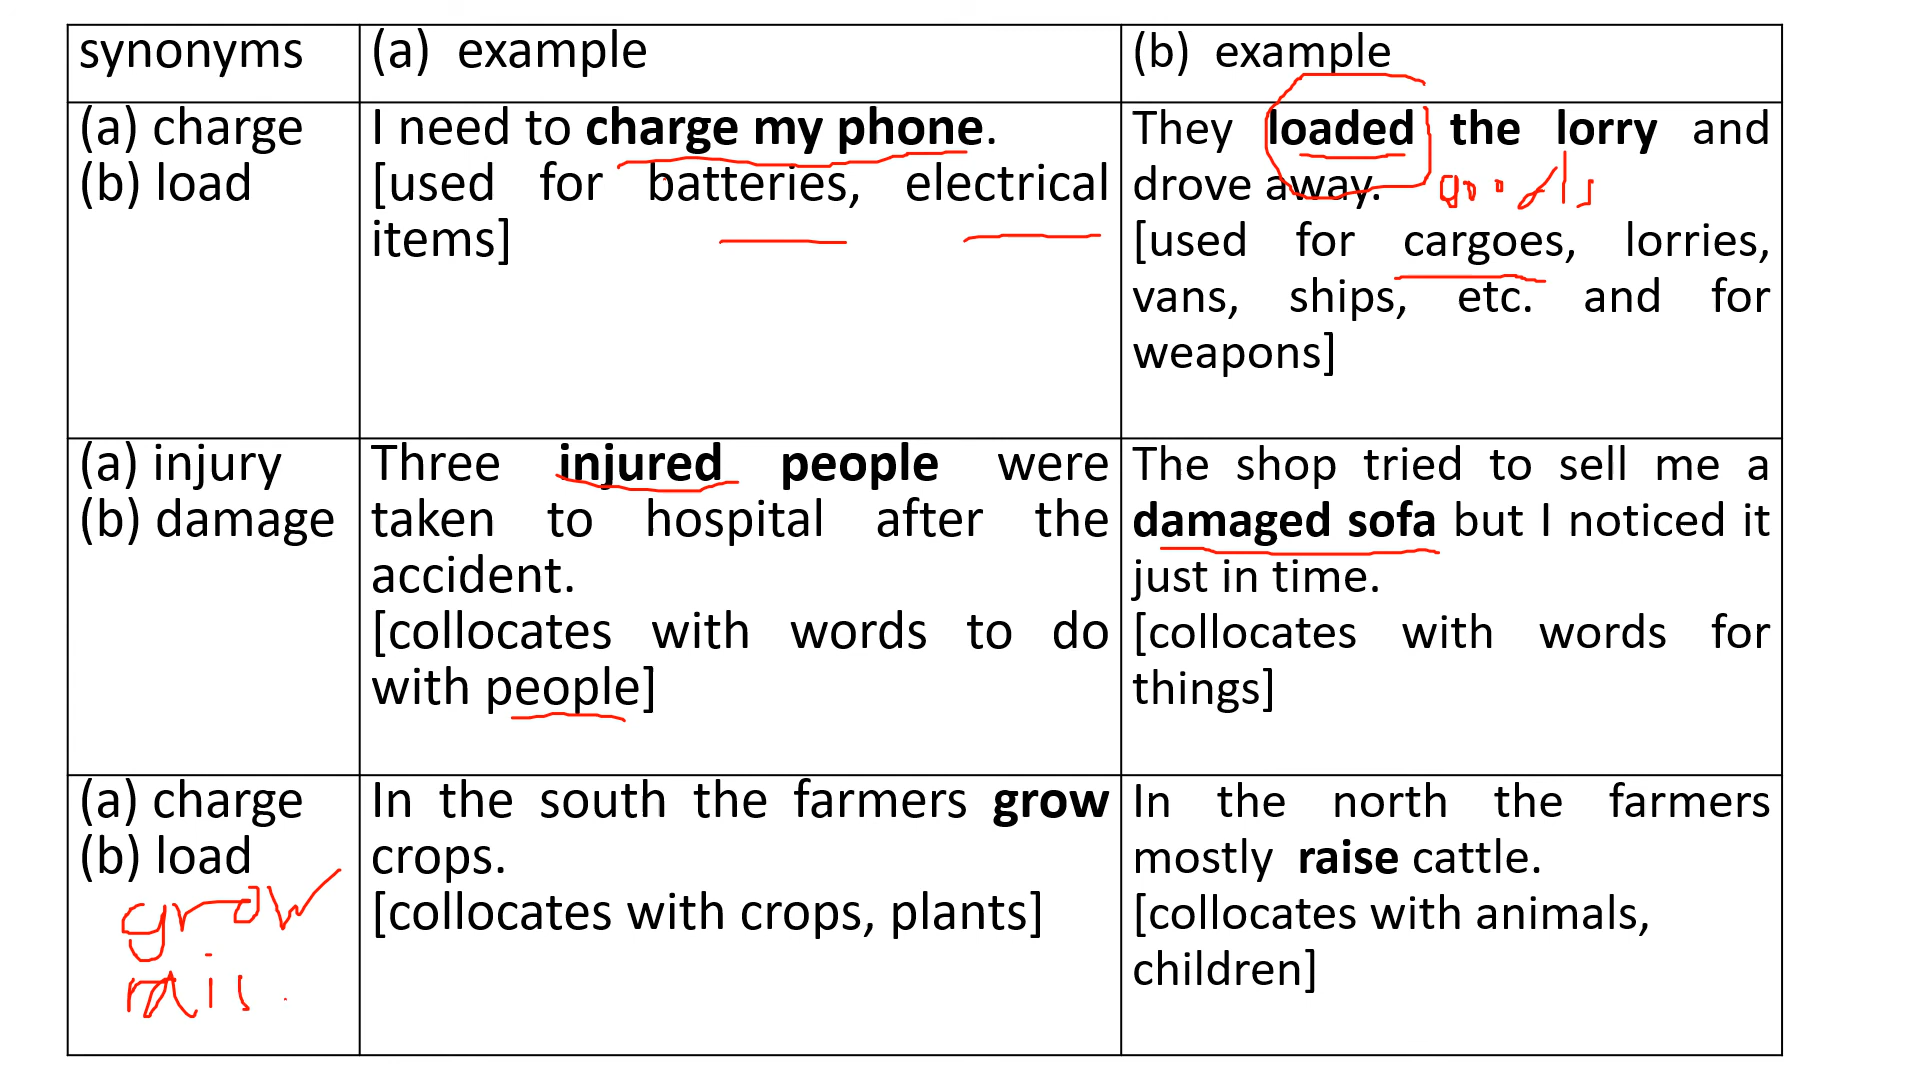 synonyms
(a) example
(b) example
(a) charge
(b) load
I need to charge my phone.
[used for batteries, electrical
items]
They loaded the lorry and
drove away.
goods
[used for cargoes, lorries,
vans, ships, etc. and for
weapons]
(a) injury
(b) damage
Three injured people were
taken to hospital after the
accident.
[collocates with words to do
with people]
The shop tried to sell me a
damaged sofa but I noticed it
just in time.
[collocates with words for
things]
(a) charge
(b) load
grow
rais
In the south the farmers grow
crops.
[collocates with crops, plants]
In the north the farmers
mostly raise cattle.
[collocates with animals,
children]